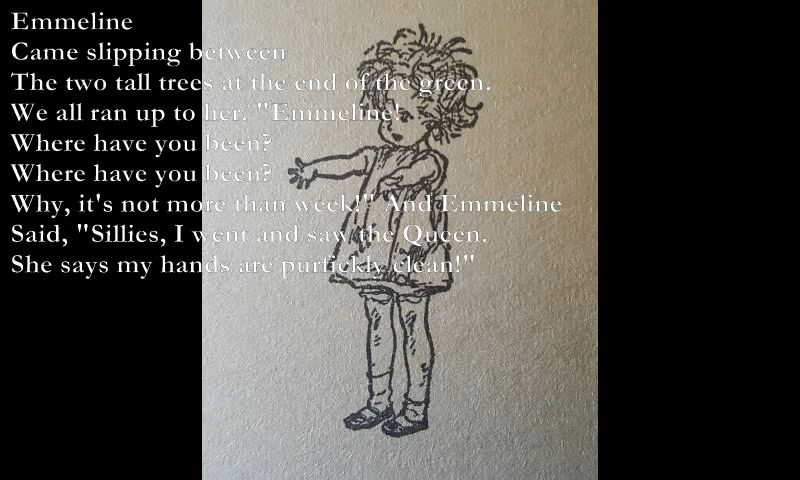 Emmeline
Came slipping between
The two tall trees at the end of the green.
We all ran up to her. "Emmeline!
Where have you been?
Where have you been?
Why, it's not more than week!" And Emmeline
Said, "Sillies, I went and saw the Queen.
She says my hands are purfickly clean!"